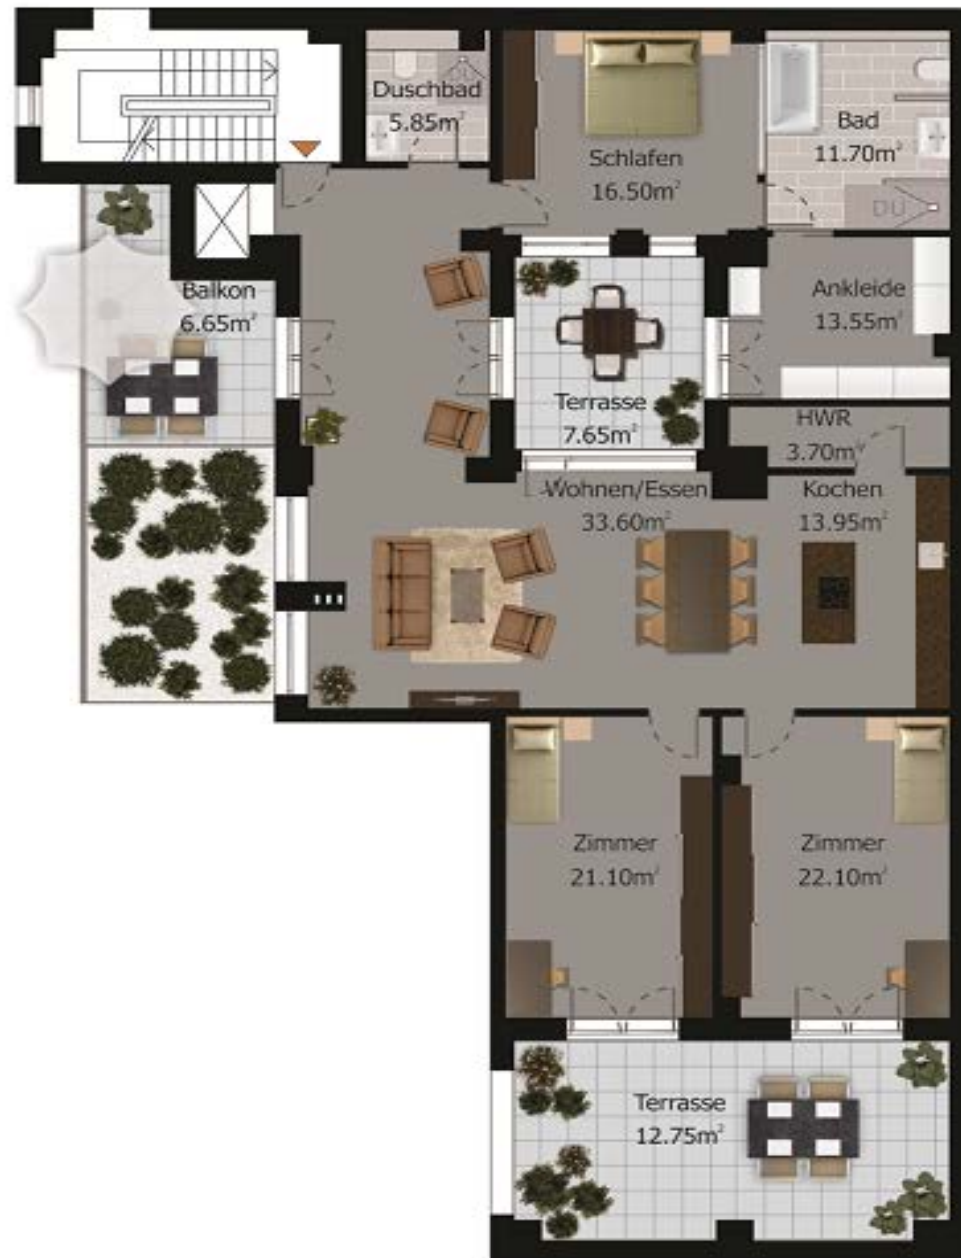 Duschbad
5.85m²
DU
Schlafen
16.50m²
Bad
11.70m²
DU
Balkon
6.65m²
Ankleide
13.55m²
Terrasse
7.65m²
HWR
3.70m²
Wohnen/Essen
33.60m²
Kochen
13.95m²
Zimmer
21.10m²
Zimmer
22.10m²
Terrasse
12.75m²